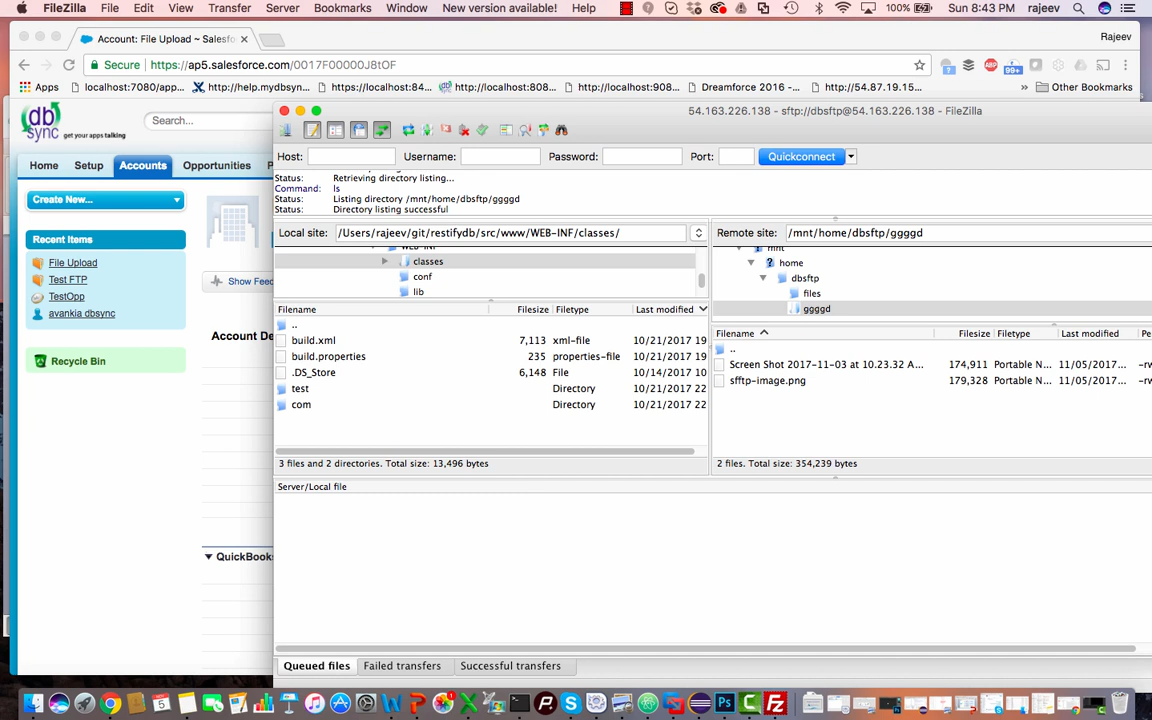 FileZilla File Edit View Transfer Server Bookmarks Window New version available! Help 100% Sun 8:43 PM rajeev
Account: File Upload ~ Salesfo
Rajeev
Secure https://ap5.salesforce.com/0017F00000J8tOF
99+
Apps localhost:7080/app... http://help.mydbsyn... https://localhost:84... http://localhost:808... http://localhost:908... Dreamforce 2016 -... http://54.87.19.15... Other Bookmarks
db sync get your apps talking
Search...
54.163.226.138 - sftp://dbsftp@54.163.226.138 - FileZilla
Home Setup Accounts Opportunities
Host: Username: Password: Port: Quickconnect
Status: Retrieving directory listing...
Command: ls
Status: Listing directory /mnt/home/dbsftp/ggggd
Status: Directory listing successful
Create New...
Recent Items
File Upload
Test FTP
TestOpp
avankia dbsync
Recycle Bin
Show Feed
Account De
QuickBook
Local site: /Users/rajeev/git/restifydb/src/www/WEB-INF/classes/
WEB-INF
classes
conf
lib
Filename Filesize Filetype Last modified
..
build.xml 7,113 xml-file 10/21/2017 19
build.properties 235 properties-file 10/21/2017 19
.DS_Store 6,148 File 10/14/2017 10
test Directory 10/21/2017 22
com Directory 10/21/2017 22
3 files and 2 directories. Total size: 13,496 bytes
Remote site: /mnt/home/dbsftp/ggggd
mnt
home
dbsftp
files
ggggd
Filename Filesize Filetype Last modified Pe
..
Screen Shot 2017-11-03 at 10.23.32 A... 174,911 Portable N... 11/05/2017... -rw
sfftp-image.png 179,328 Portable N... 11/05/2017... -rw
2 files. Total size: 354,239 bytes
Server/Local file
Queued files Failed transfers Successful transfers